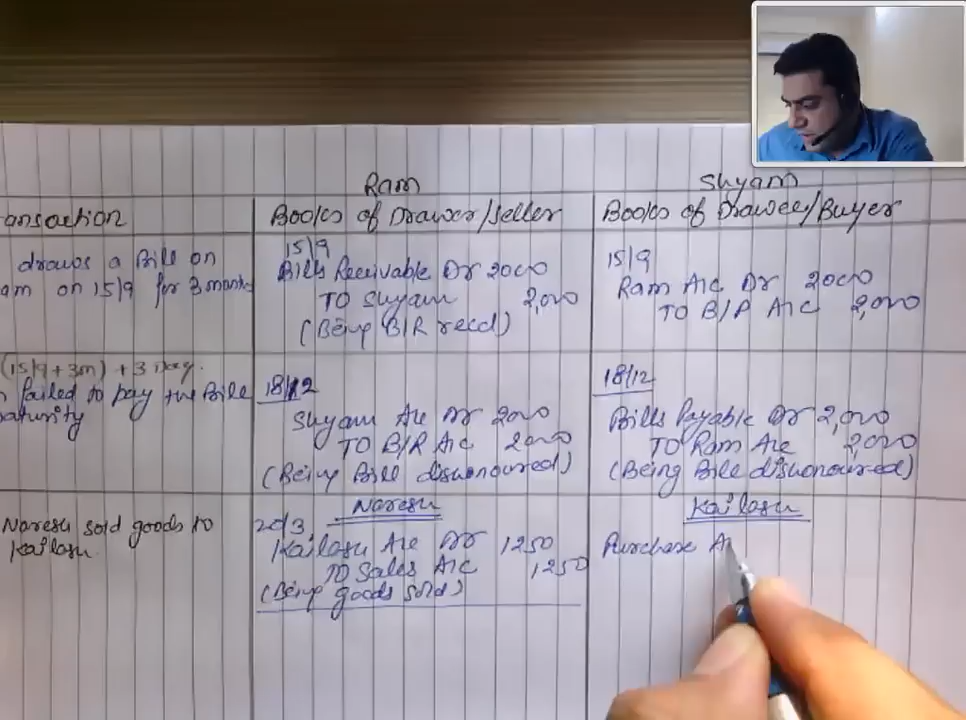 Ram
Shyam
ansaction
Books of Drawer/Seller
Books of Drawee/Buyer
draws a Bill on
am on 15/9 for 3 months
15/9
Bills Receivable Dr 2000
TO Shyam 2,000
(Being B/R recd)
15/9
Ram A/c Dr 2000
TO B/P A/c 2,000
(15/9+3m) + 3 Day.
failed to pay the Bill
aturity
18/12
Shyam A/c Dr 2000
TO B/R A/c 2000
(Being Bill dishonoured)
18/12
Bills Payable Dr 2,000
TO Ram A/c 2,000
(Being Bill dishonoured)
Naresh sold goods to
Kailash.
Naresh
20/3.
Kailash A/c Dr 1250
TO Sales A/c 1250
(Being goods sold)
Kailash
Purchase A